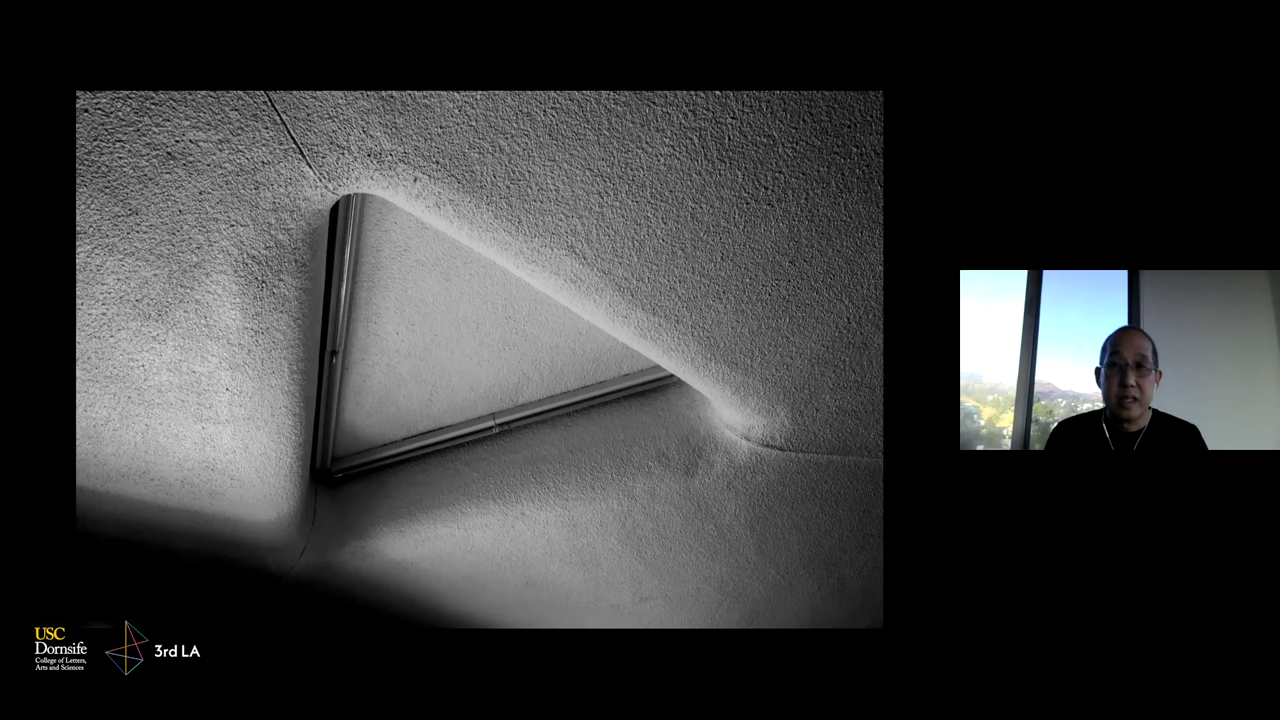 USC
Dornsife
College of Letters,
Arts and Sciences
3rd LA